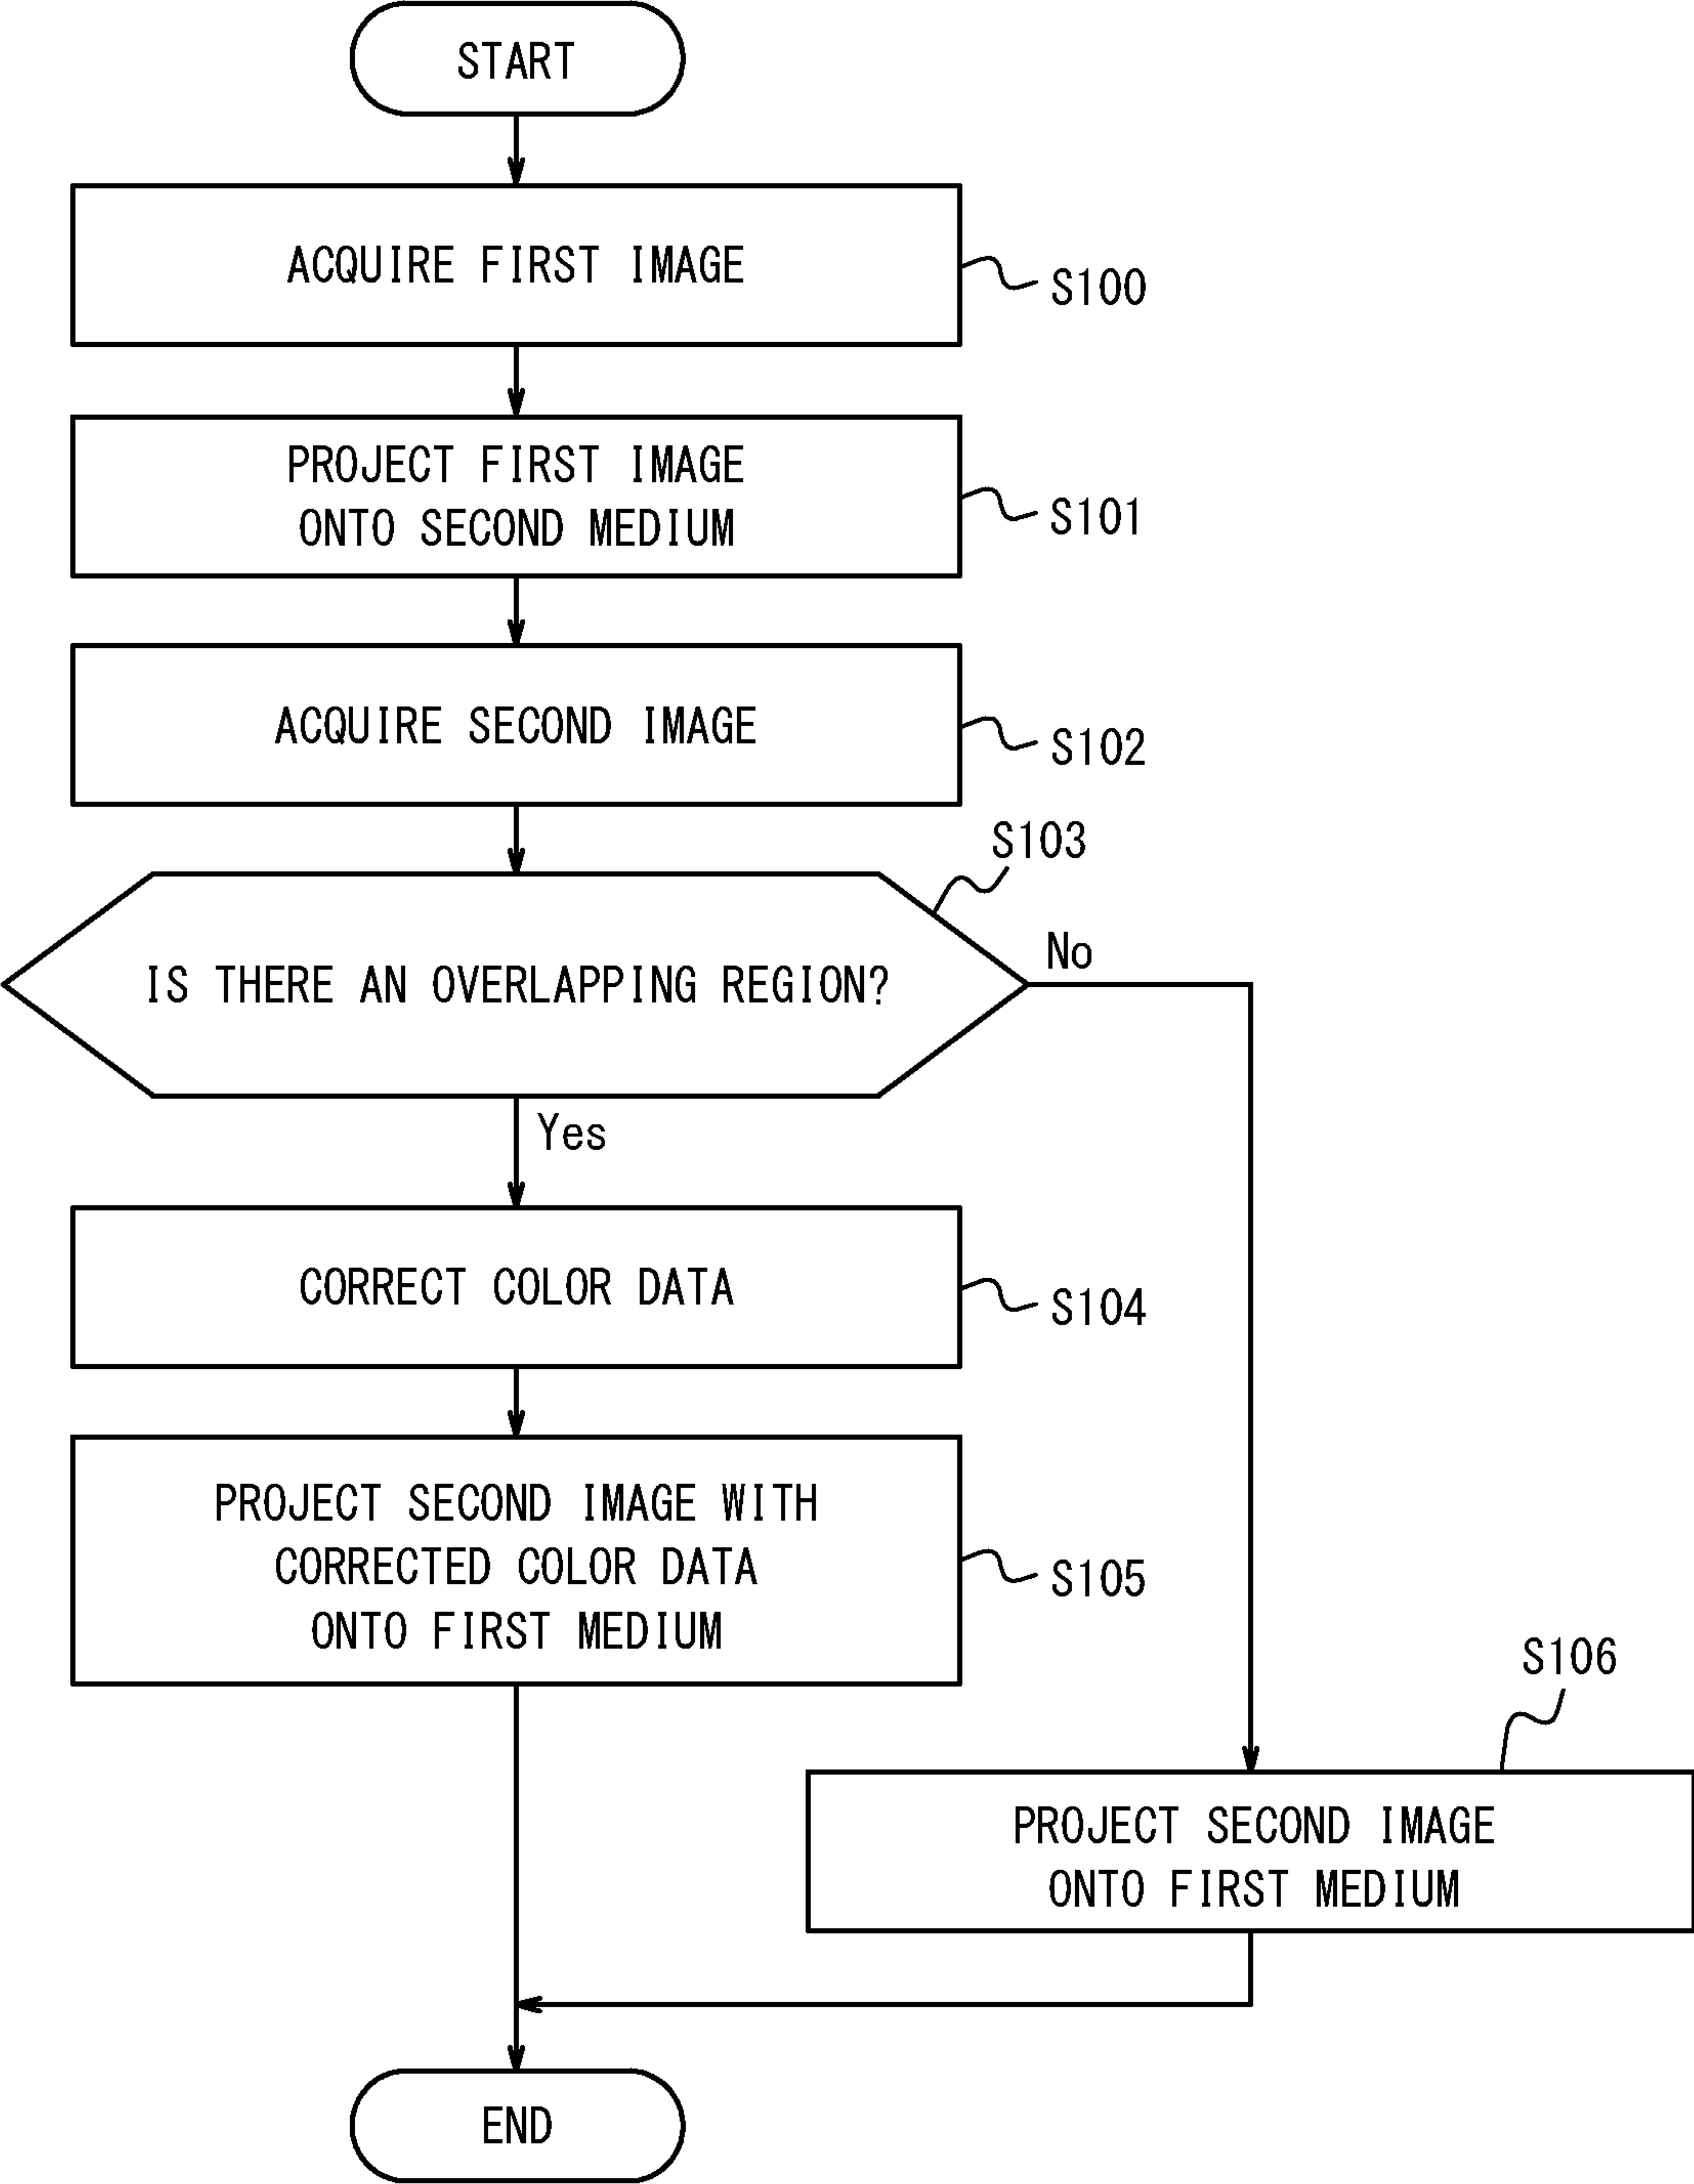 START
ACQUIRE FIRST IMAGE
S100
PROJECT FIRST IMAGE
ONTO SECOND MEDIUM
S101
ACQUIRE SECOND IMAGE
S102
S103
IS THERE AN OVERLAPPING REGION?
No
Yes
CORRECT COLOR DATA
S104
PROJECT SECOND IMAGE WITH
CORRECTED COLOR DATA
ONTO FIRST MEDIUM
S105
S106
PROJECT SECOND IMAGE
ONTO FIRST MEDIUM
END